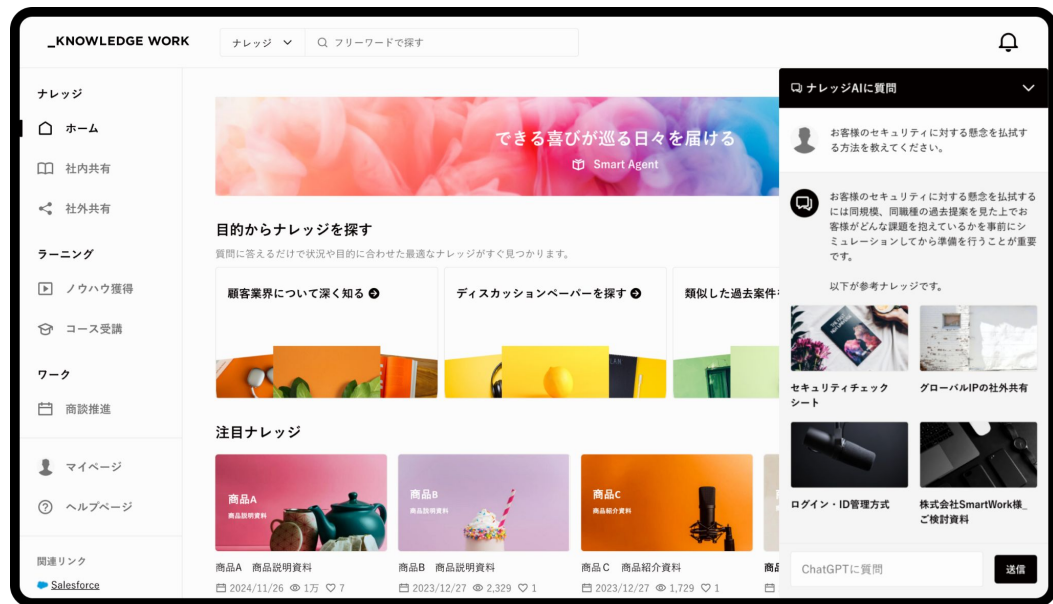 _KNOWLEDGE WORK
ナレッジ
フリーワードで探す
ナレッジ
ホーム
社内共有
社外共有
ラーニング
ノウハウ獲得
コース受講
ワーク
商談推進
マイページ
ヘルプページ
関連リンク
Salesforce
できる喜びが巡る日々を届ける
Smart Agent
目的からナレッジを探す
質問に答えるだけで状況や目的に合わせた最適なナレッジがすぐ見つかります。
顧客業界について深く知る
ディスカッションペーパーを探す
類似した過去案件
注目ナレッジ
商品A
商品説明資料
商品B
商品説明資料
商品C
商品紹介資料
商品A 商品説明資料
2024/11/26 1万 7
商品B 商品説明資料
2023/12/27 2,329 1
商品C 商品紹介資料
2023/12/27 1,729 1
ナレッジAIに質問
お客様のセキュリティに対する懸念を払拭す
る方法を教えてください。
お客様のセキュリティに対する懸念を払拭する
には同規模、同職種の過去提案を見た上でお
客様がどんな課題を抱えているかを事前にシ
ミュレーションしてから準備を行うことが重要
です。
以下が参考ナレッジです。
セキュリティチェック
シート
グローバルIPの社外共有
ログイン・ID管理方式
株式会社SmartWork様_
ご検討資料
ChatGPTに質問
送信